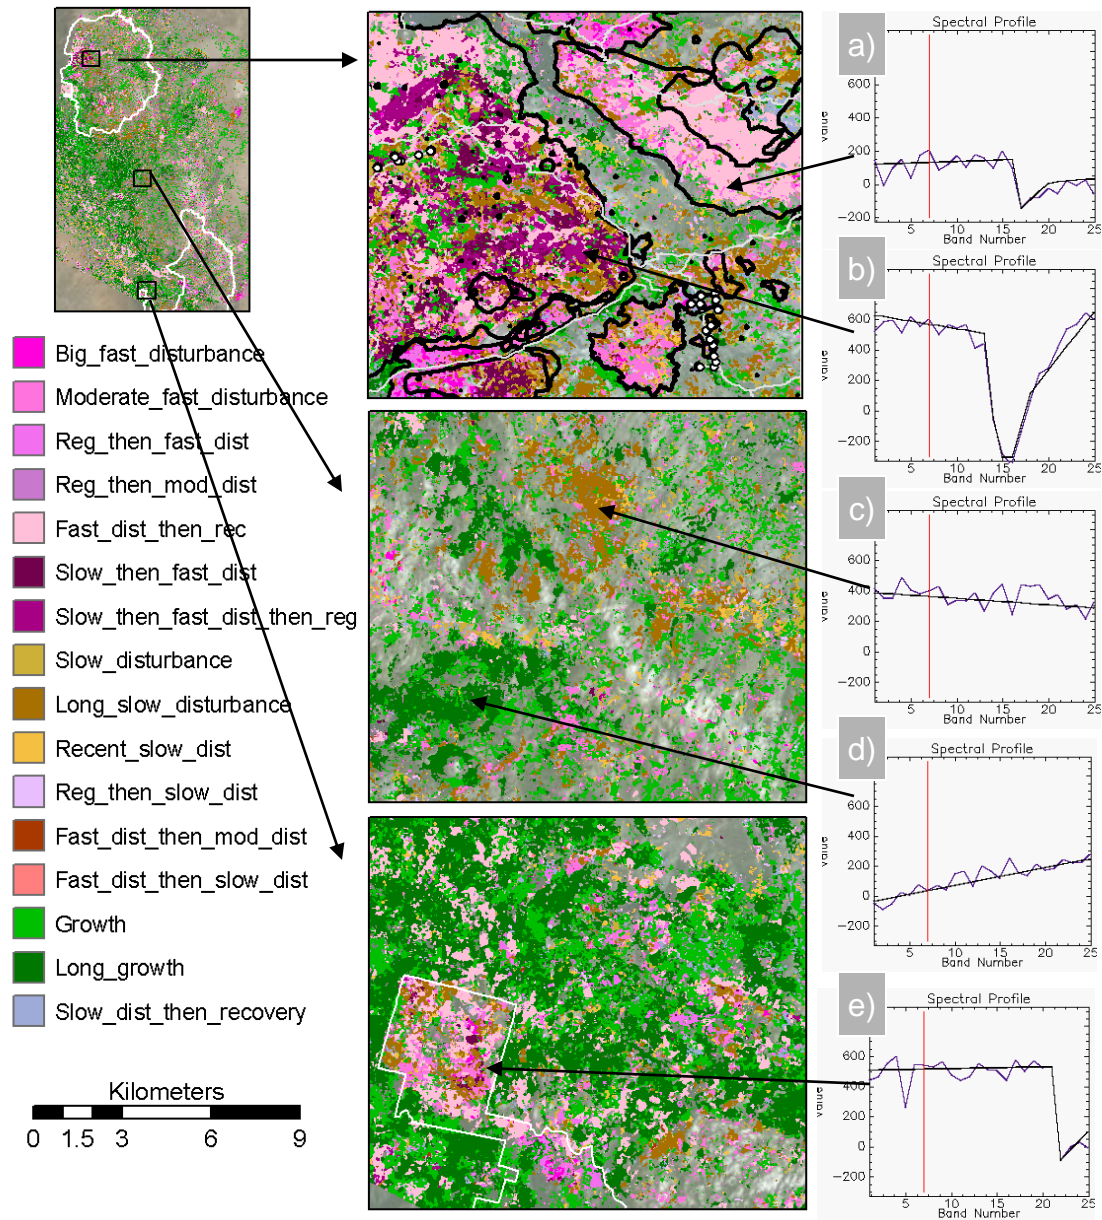 Big_fast_disturbance
Moderate_fast_disturbance
Reg_then_fast_dist
Reg_then_mod_dist
Fast_dist_then_rec
Slow_then_fast_dist
Slow_then_fast_dist_then_reg
Slow_disturbance
Long_slow_disturbance
Recent_slow_dist
Reg_then_slow_dist
Fast_dist_then_mod_dist
Fast_dist_then_slow_dist
Growth
Long_growth
Slow_dist_then_recovery
Kilometers
0 1.5 3 6 9
a)
Spectral Profile
Value
600
400
200
0
-200
5 10 15 20 25
Band Number
b)
Spectral Profile
Value
600
400
200
0
-200
5 10 15 20 25
Band Number
c)
Spectral Profile
Value
600
400
200
0
-200
5 10 15 20 25
Band Number
d)
Spectral Profile
Value
600
400
200
0
-200
5 10 15 20 25
Band Number
e)
Spectral Profile
Value
600
400
200
0
-200
5 10 15 20 25
Band Number